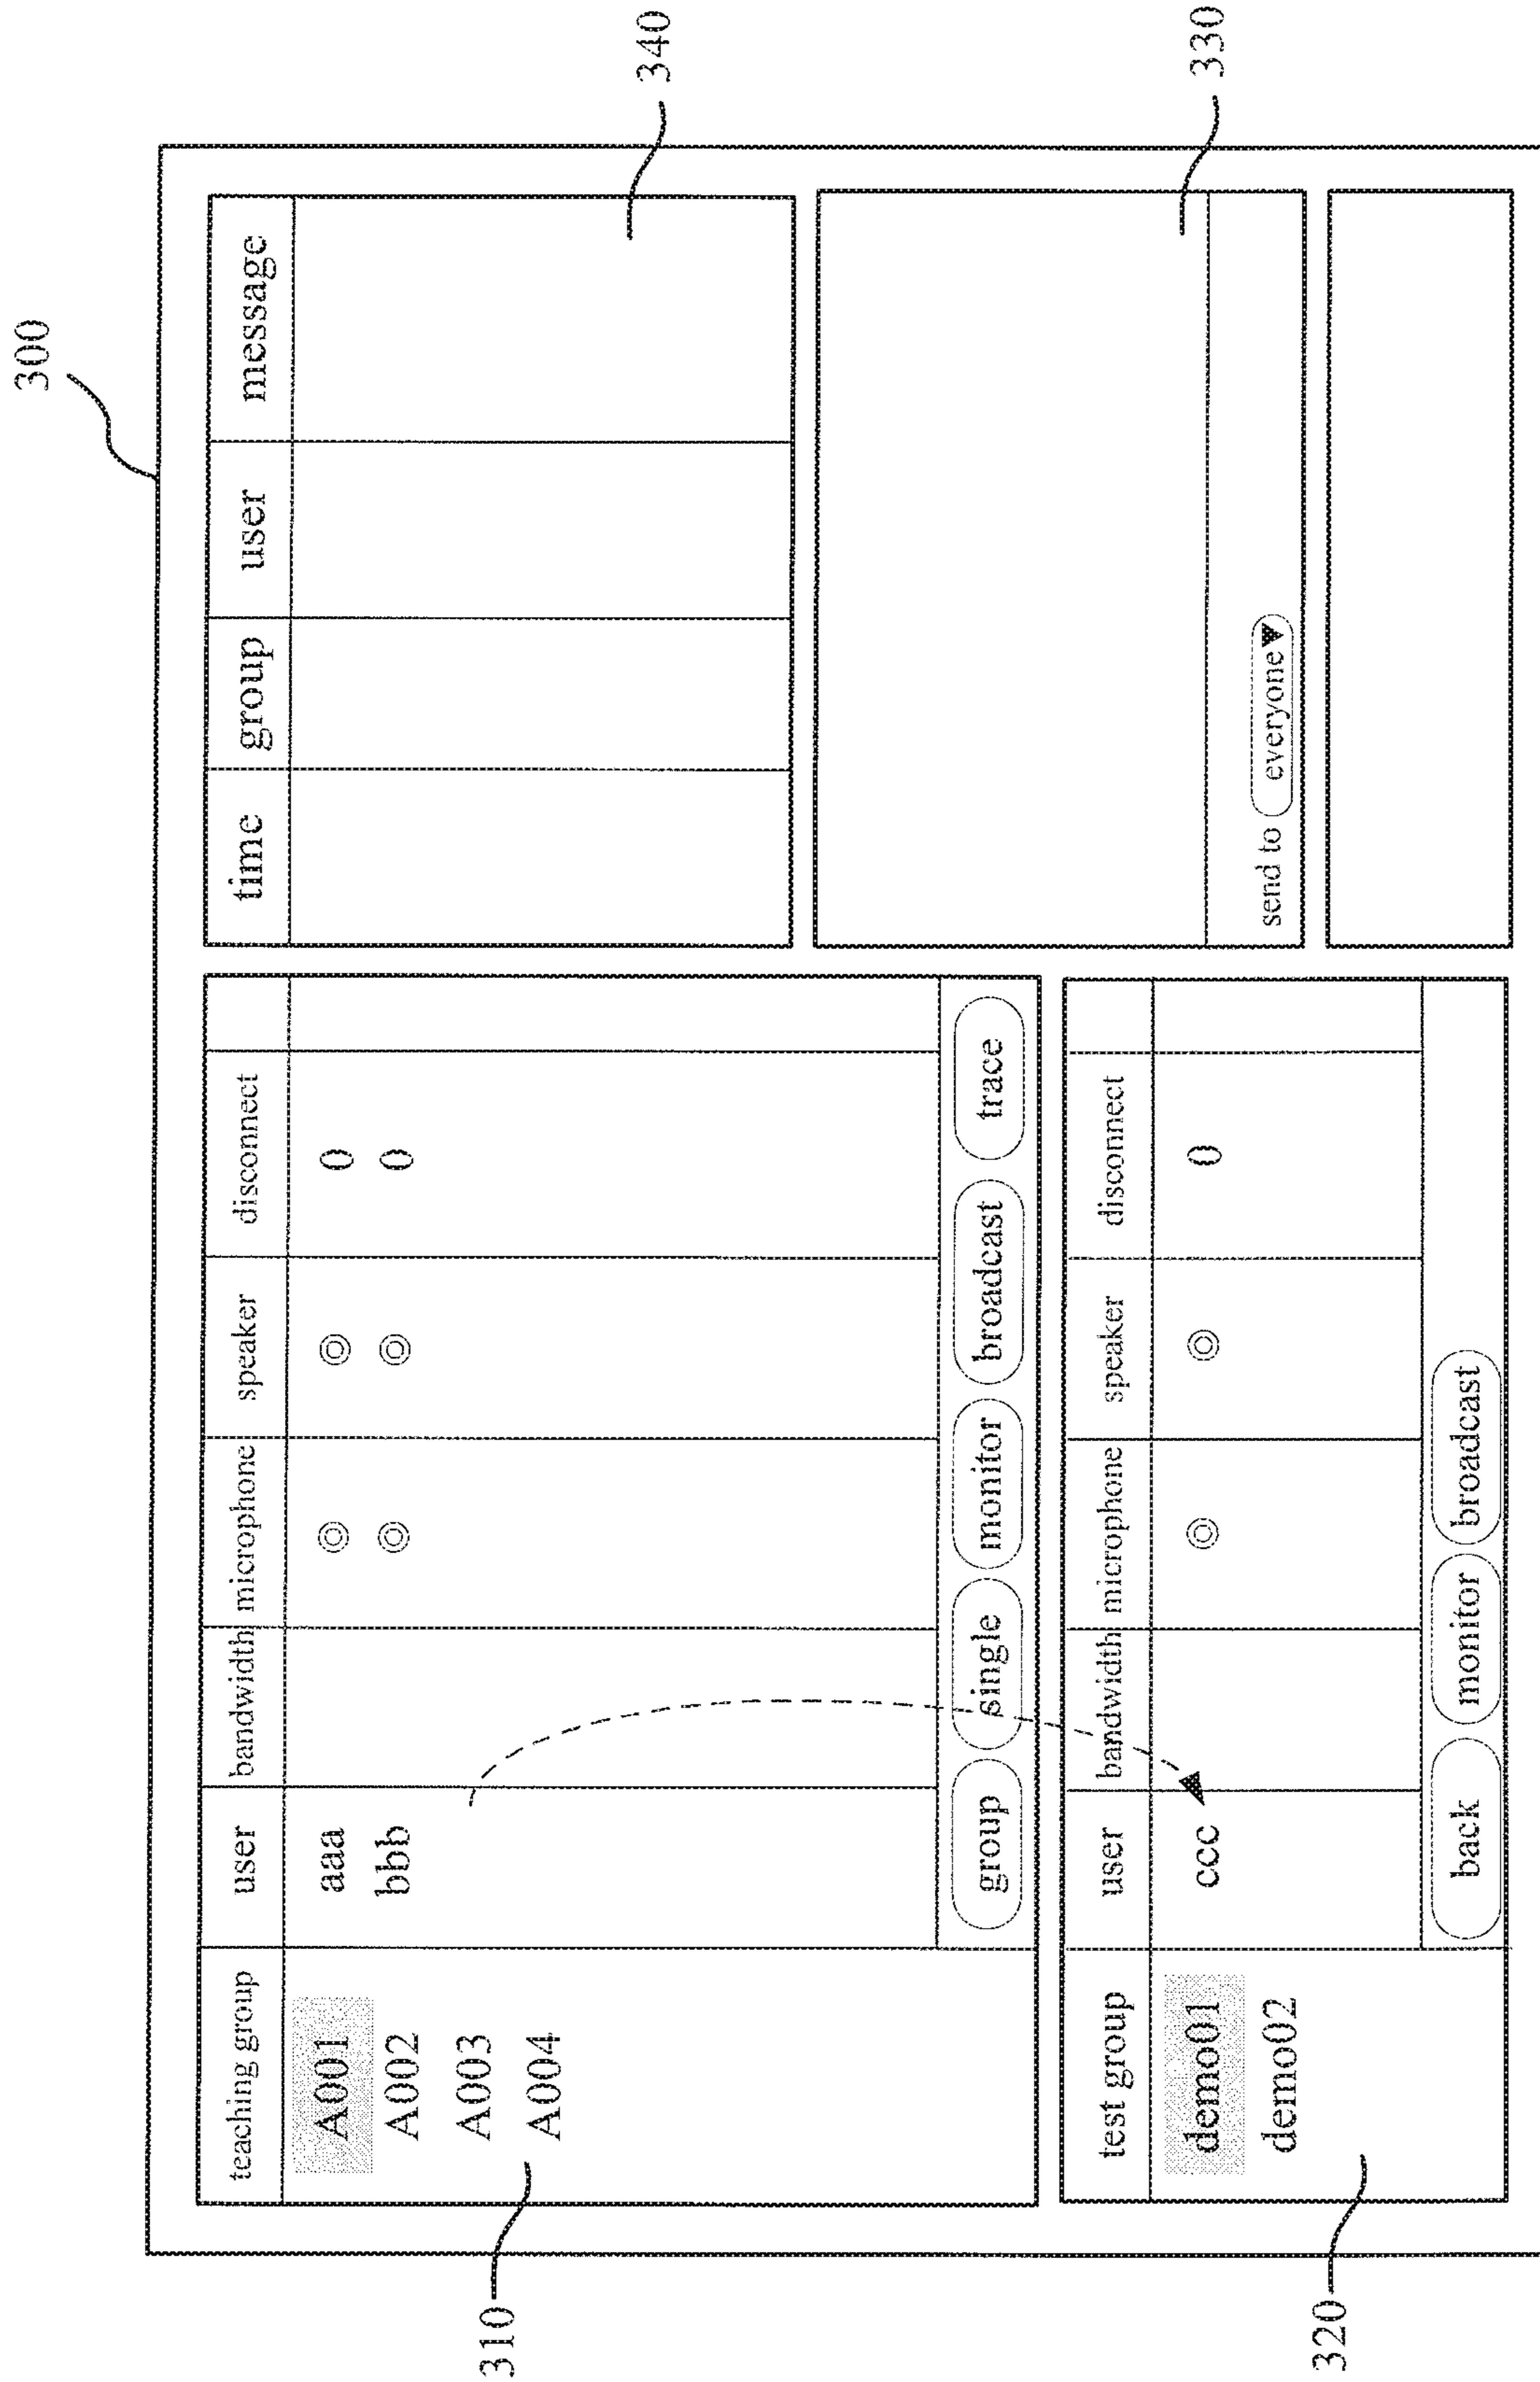 300
teaching group user bandwidth microphone speaker disconnect
A001 aaa ◎ ◎ 0
A002 bbb ◎ ◎ 0
A003
A004
group single monitor broadcast trace
310
test group user bandwidth microphone speaker disconnect
demo01 ccc ◎ ◎ 0
demo02
back monitor broadcast
320
time group user message
340
send to everyone▼
330